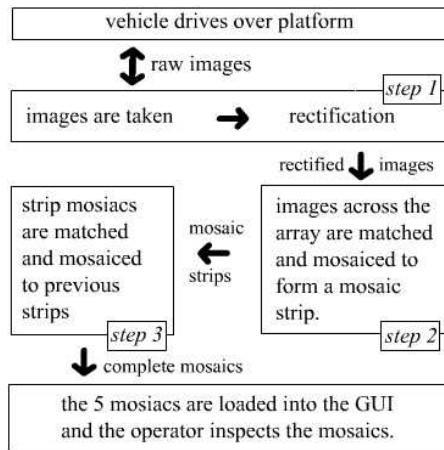 vehicle drives over platform
raw images
step 1
images are taken
rectification
rectified images
images across the
array are matched
and mosaiced to
form a mosaic
strip.
step 2
mosaic
strips
strip mosiacs
are matched
and mosaiced
to previous
strips
step 3
complete mosaics
the 5 mosiacs are loaded into the GUI
and the operator inspects the mosaics.